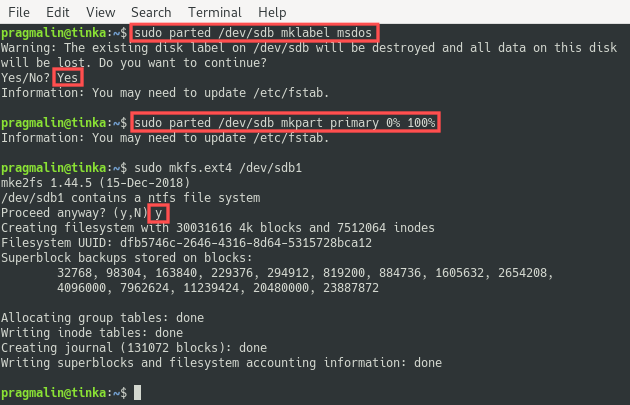 File Edit View Search Terminal Help
pragmalin@tinka:~$ sudo parted /dev/sdb mklabel msdos
Warning: The existing disk label on /dev/sdb will be destroyed and all data on this disk
will be lost. Do you want to continue?
Yes/No? Yes
Information: You may need to update /etc/fstab.
pragmalin@tinka:~$ sudo parted /dev/sdb mkpart primary 0% 100%
Information: You may need to update /etc/fstab.
pragmalin@tinka:~$ sudo mkfs.ext4 /dev/sdb1
mke2fs 1.44.5 (15-Dec-2018)
/dev/sdb1 contains a ntfs file system
Proceed anyway? (y,N) y
Creating filesystem with 30031616 4k blocks and 7512064 inodes
Filesystem UUID: dfb5746c-2646-4316-8d64-5315728bca12
Superblock backups stored on blocks:
32768, 98304, 163840, 229376, 294912, 819200, 884736, 1605632, 2654208,
4096000, 7962624, 11239424, 20480000, 23887872
Allocating group tables: done
Writing inode tables: done
Creating journal (131072 blocks): done
Writing superblocks and filesystem accounting information: done
pragmalin@tinka:~$